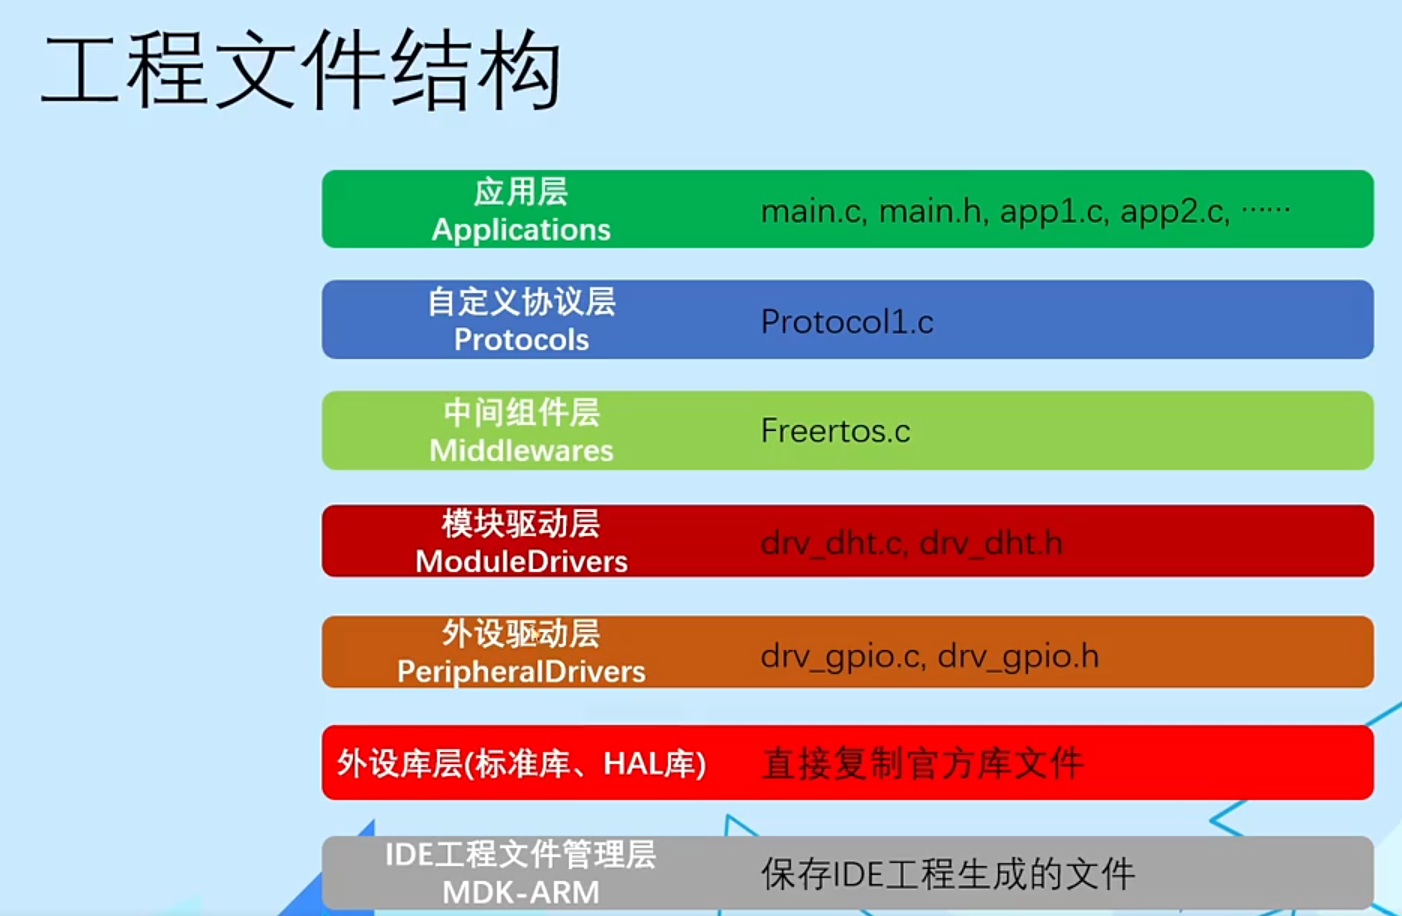 工程文件结构
应用层
Applications
main.c, main.h, app1.c, app2.c, ……
自定义协议层
Protocols
Protocol1.c
中间组件层
Middlewares
Freertos.c
模块驱动层
ModuleDrivers
drv_dht.c, drv_dht.h
外设驱动层
PeripheralDrivers
drv_gpio.c, drv_gpio.h
外设库层(标准库、HAL库)
直接复制官方库文件
IDE工程文件管理层
MDK-ARM
保存IDE工程生成的文件